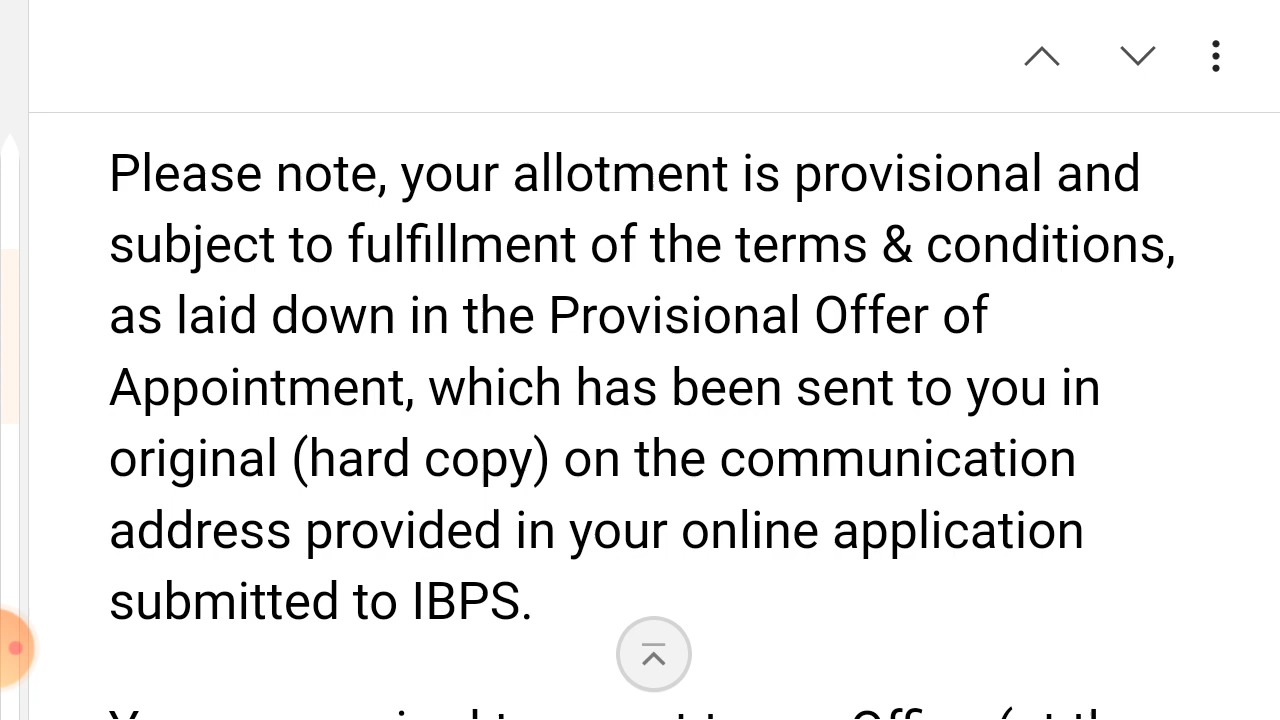 Please note, your allotment is provisional and
subject to fulfillment of the terms & conditions,
as laid down in the Provisional Offer of
Appointment, which has been sent to you in
original (hard copy) on the communication
address provided in your online application
submitted to IBPS.